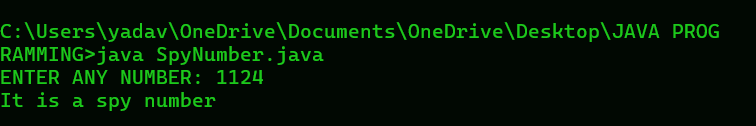 C:\Users\yadav\OneDrive\Documents\OneDrive\Desktop\JAVA PROG
RAMMING>java SpyNumber.java
ENTER ANY NUMBER: 1124
It is a spy number